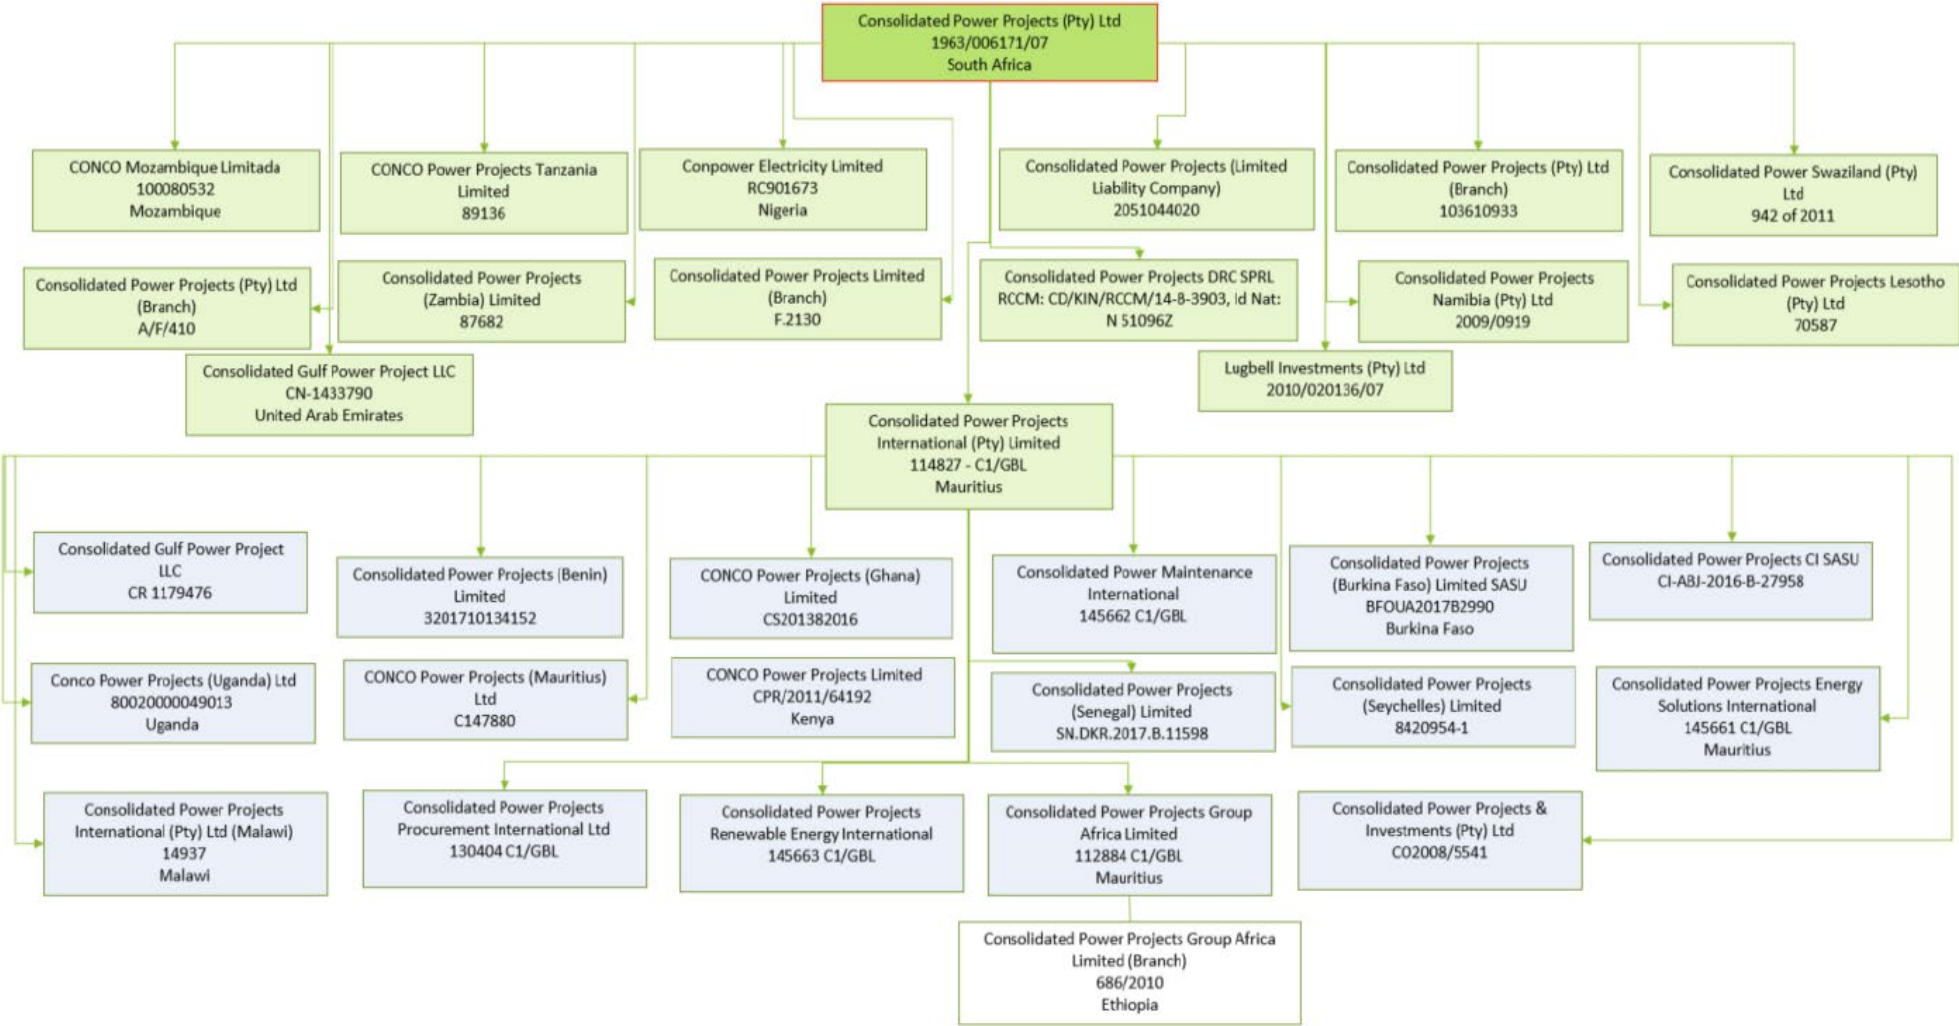 Consolidated Power Projects (Pty) Ltd
1963/006171/07
South Africa
CONCO Mozambique Limitada
100080532
Mozambique
CONCO Power Projects Tanzania
Limited
89136
Conpower Electricity Limited
RC901673
Nigeria
Consolidated Power Projects (Limited
Liability Company)
2051044020
Consolidated Power Projects (Pty) Ltd
(Branch)
103610933
Consolidated Power Swaziland (Pty)
Ltd
942 of 2011
Consolidated Power Projects (Pty) Ltd
(Branch)
A/F/410
Consolidated Power Projects
(Zambia) Limited
87682
Consolidated Power Projects Limited
(Branch)
F.2130
Consolidated Power Projects DRC SPRL
RCCM: CD/KIN/RCCM/14-8-3903, Id Nat:
N 51096Z
Consolidated Power Projects
Namibia (Pty) Ltd
2009/0919
Consolidated Power Projects Lesotho
(Pty) Ltd
70587
Consolidated Gulf Power Project LLC
CN-1433790
United Arab Emirates
Lugbell Investments (Pty) Ltd
2010/020136/07
Consolidated Power Projects
International (Pty) Limited
114827 - C1/GBL
Mauritius
Consolidated Gulf Power Project
LLC
CR 1179476
Consolidated Power Projects (Benin)
Limited
3201710134152
CONCO Power Projects (Ghana)
Limited
CS201382016
Consolidated Power Maintenance
International
145662 C1/GBL
Consolidated Power Projects
(Burkina Faso) Limited SASU
BFOUA2017B2990
Burkina Faso
Consolidated Power Projects CI SASU
CI-ABJ-2016-B-27958
Conco Power Projects (Uganda) Ltd
80020000049013
Uganda
CONCO Power Projects (Mauritius)
Ltd
C147880
CONCO Power Projects Limited
CPR/2011/64192
Kenya
Consolidated Power Projects
(Senegal) Limited
SN.DKR.2017.B.11598
Consolidated Power Projects
(Seychelles) Limited
8420954-1
Consolidated Power Projects Energy
Solutions International
145661 C1/GBL
Mauritius
Consolidated Power Projects
International (Pty) Ltd (Malawi)
14937
Malawi
Consolidated Power Projects
Procurement International Ltd
130404 C1/GBL
Consolidated Power Projects
Renewable Energy International
145663 C1/GBL
Consolidated Power Projects Group
Africa Limited
112884 C1/GBL
Mauritius
Consolidated Power Projects &
Investments (Pty) Ltd
CO2008/5541
Consolidated Power Projects Group Africa
Limited (Branch)
686/2010
Ethiopia